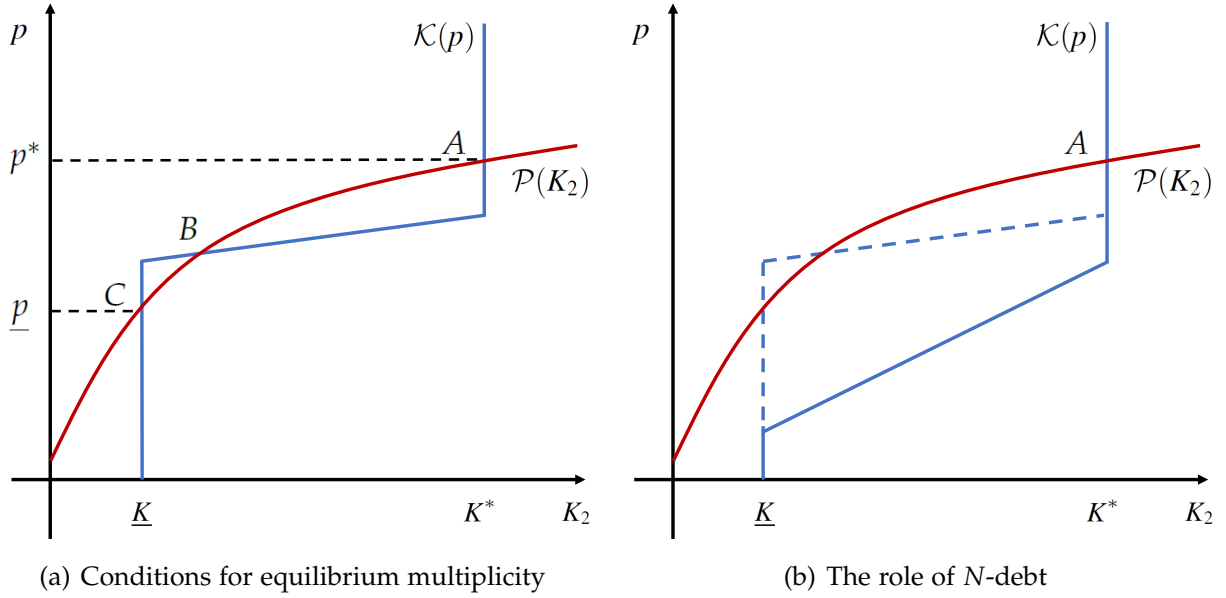 p
𝒦(p)
A
p*
𝒫(K₂)
B
C
p̲
K̲
K*
K₂
(a) Conditions for equilibrium multiplicity
p
𝒦(p)
A
𝒫(K₂)
K̲
K*
K₂
(b) The role of N-debt